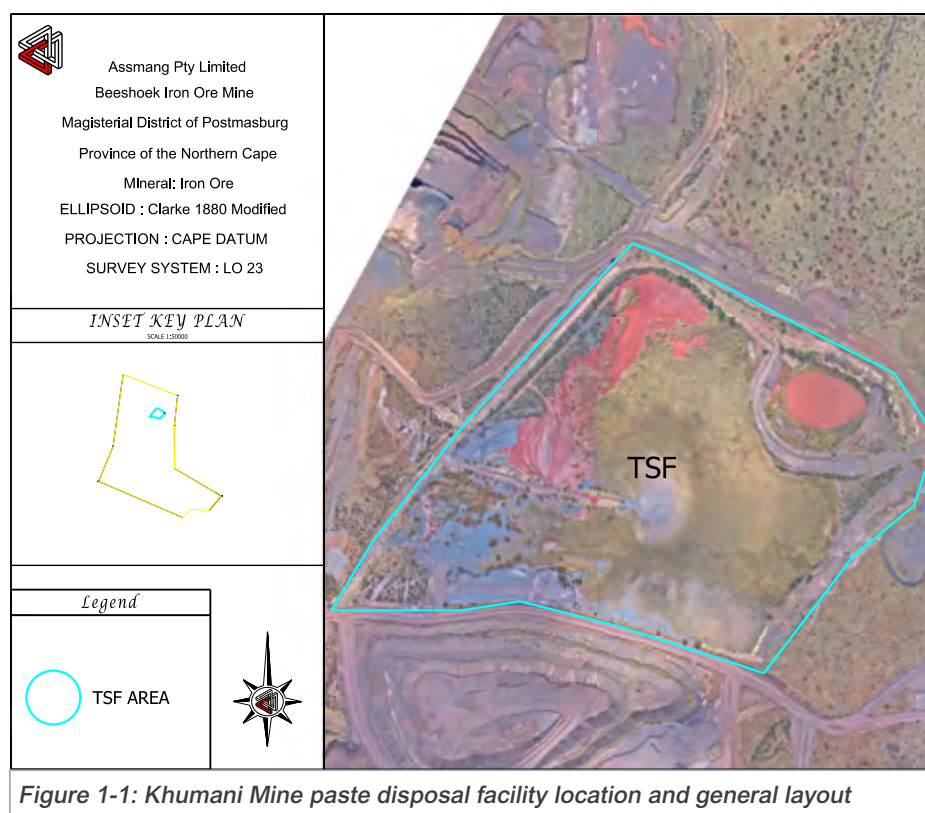 Assmang Pty Limited
Beeshoek Iron Ore Mine
Magisterial District of Postmasburg
Province of the Northern Cape
Mineral: Iron Ore
ELLIPSOID : Clarke 1880 Modified
PROJECTION : CAPE DATUM
SURVEY SYSTEM : LO 23
INSET KEY PLAN
SCALE 1:50000
Legend
TSF AREA
TSF
Figure 1-1: Khumani Mine paste disposal facility location and general layout